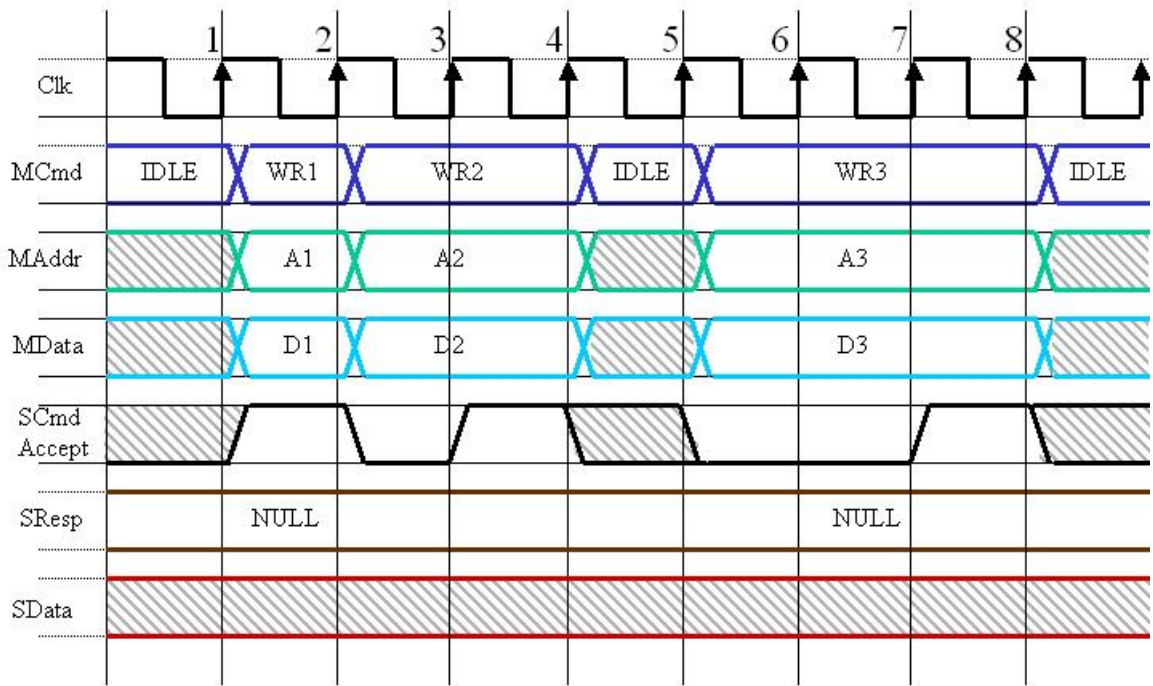 1 2 3 4 5 6 7 8
Clk
MCmd IDLE WR1 WR2 IDLE WR3 IDLE
MAddr A1 A2 A3
MData D1 D2 D3
SCmd
Accept
SResp NULL NULL
SData